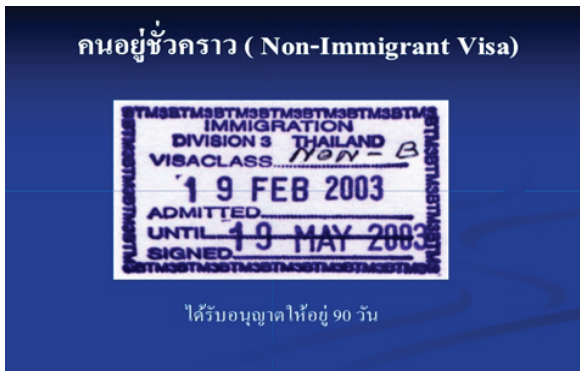 คนอยู่ชั่วคราว ( Non-Immigrant Visa)
BTM3BTM3BTM3BTM3BTM3BTM3BTM
IMMIGRATION
DIVISION 3 THAILAND
VISACLASS NON - B
19 FEB 2003
ADMITTED
UNTIL 19 MAY 2003
SIGNED
ได้รับอนุญาตให้อยู่ 90 วัน